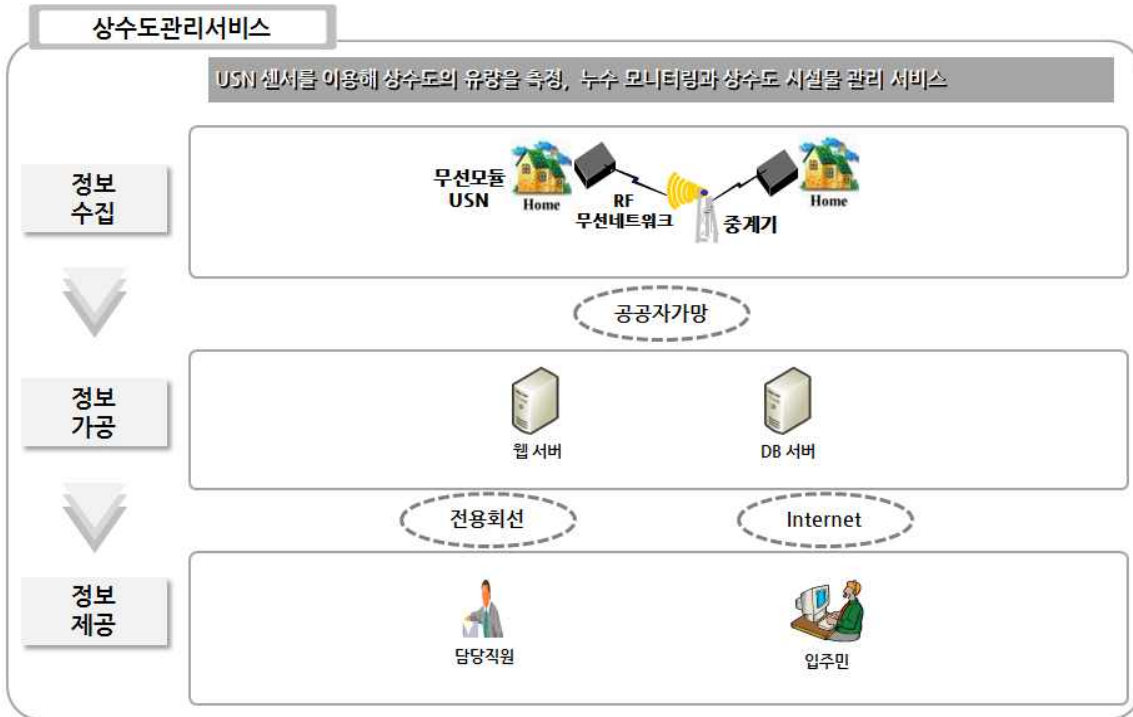 상수도관리서비스
USN 센서를 이용해 상수도의 유량을 측정, 누수 모니터링과 상수도 시설물 관리 서비스
정보
수집
무선모듈
USN
Home
RF
무선네트워크
중계기
Home
공공자가망
정보
가공
웹 서버
DB 서버
전용회선
Internet
정보
제공
담당직원
입주민